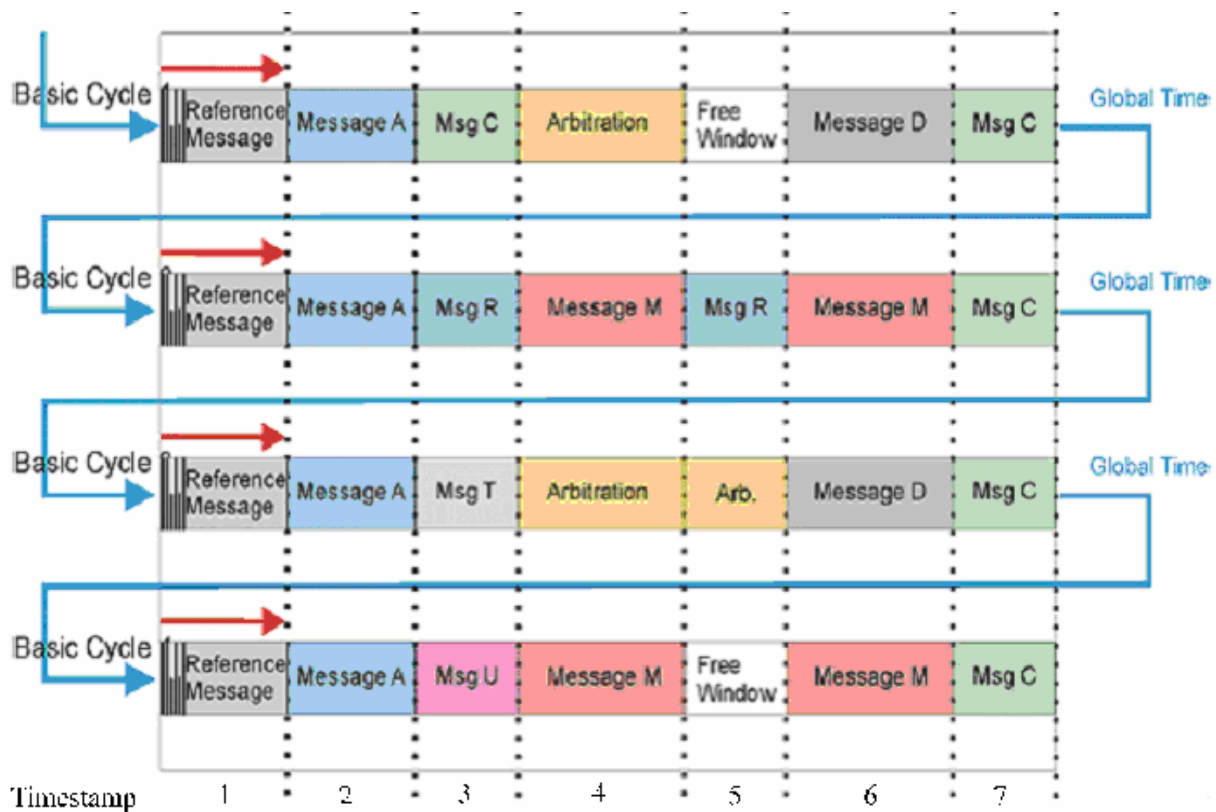 Basic Cycle
Reference Message
Message A
Msg C
Arbitration
Free Window
Message D
Msg C
Global Time
Basic Cycle
Reference Message
Message A
Msg R
Message M
Msg R
Message M
Msg C
Global Time
Basic Cycle
Reference Message
Message A
Msg T
Arbitration
Arb.
Message D
Msg C
Global Time
Basic Cycle
Reference Message
Message A
Msg U
Message M
Free Window
Message M
Msg C
Timestamp 1 2 3 4 5 6 7